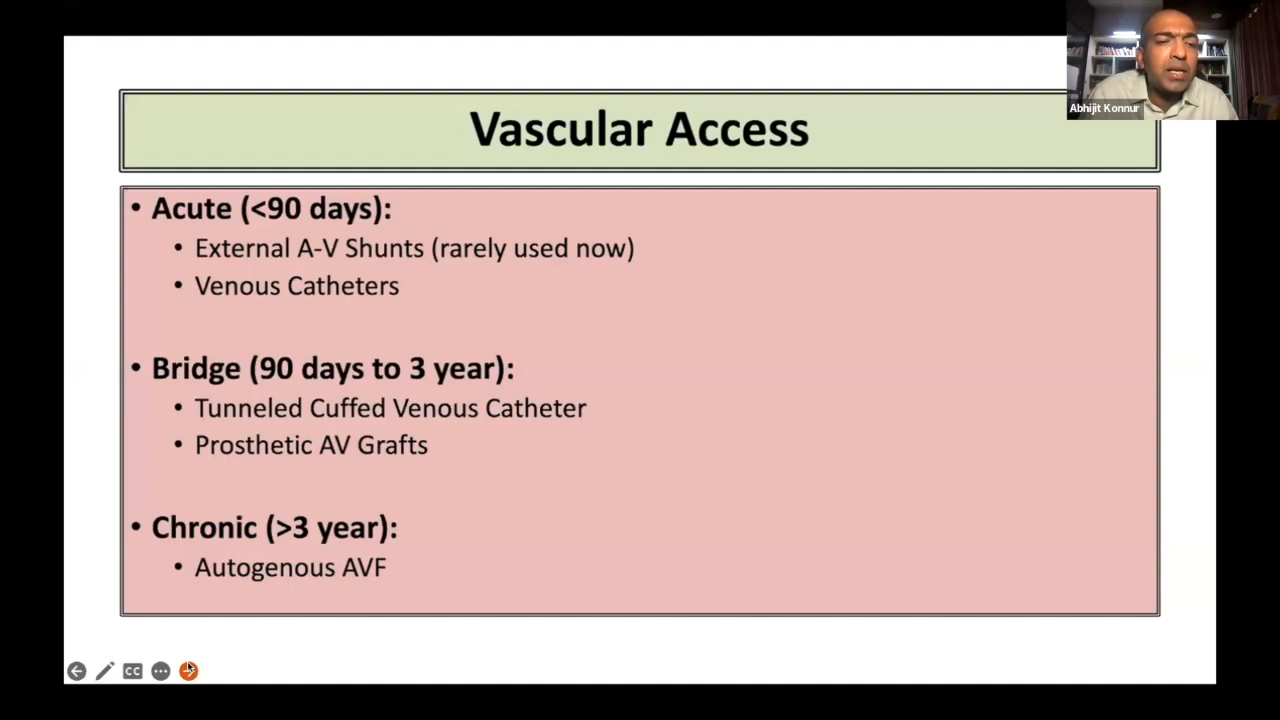 Vascular Access
Abhijit Konnur
• Acute (<90 days):
• External A-V Shunts (rarely used now)
• Venous Catheters
• Bridge (90 days to 3 year):
• Tunneled Cuffed Venous Catheter
• Prosthetic AV Grafts
• Chronic (>3 year):
• Autogenous AVF
CC